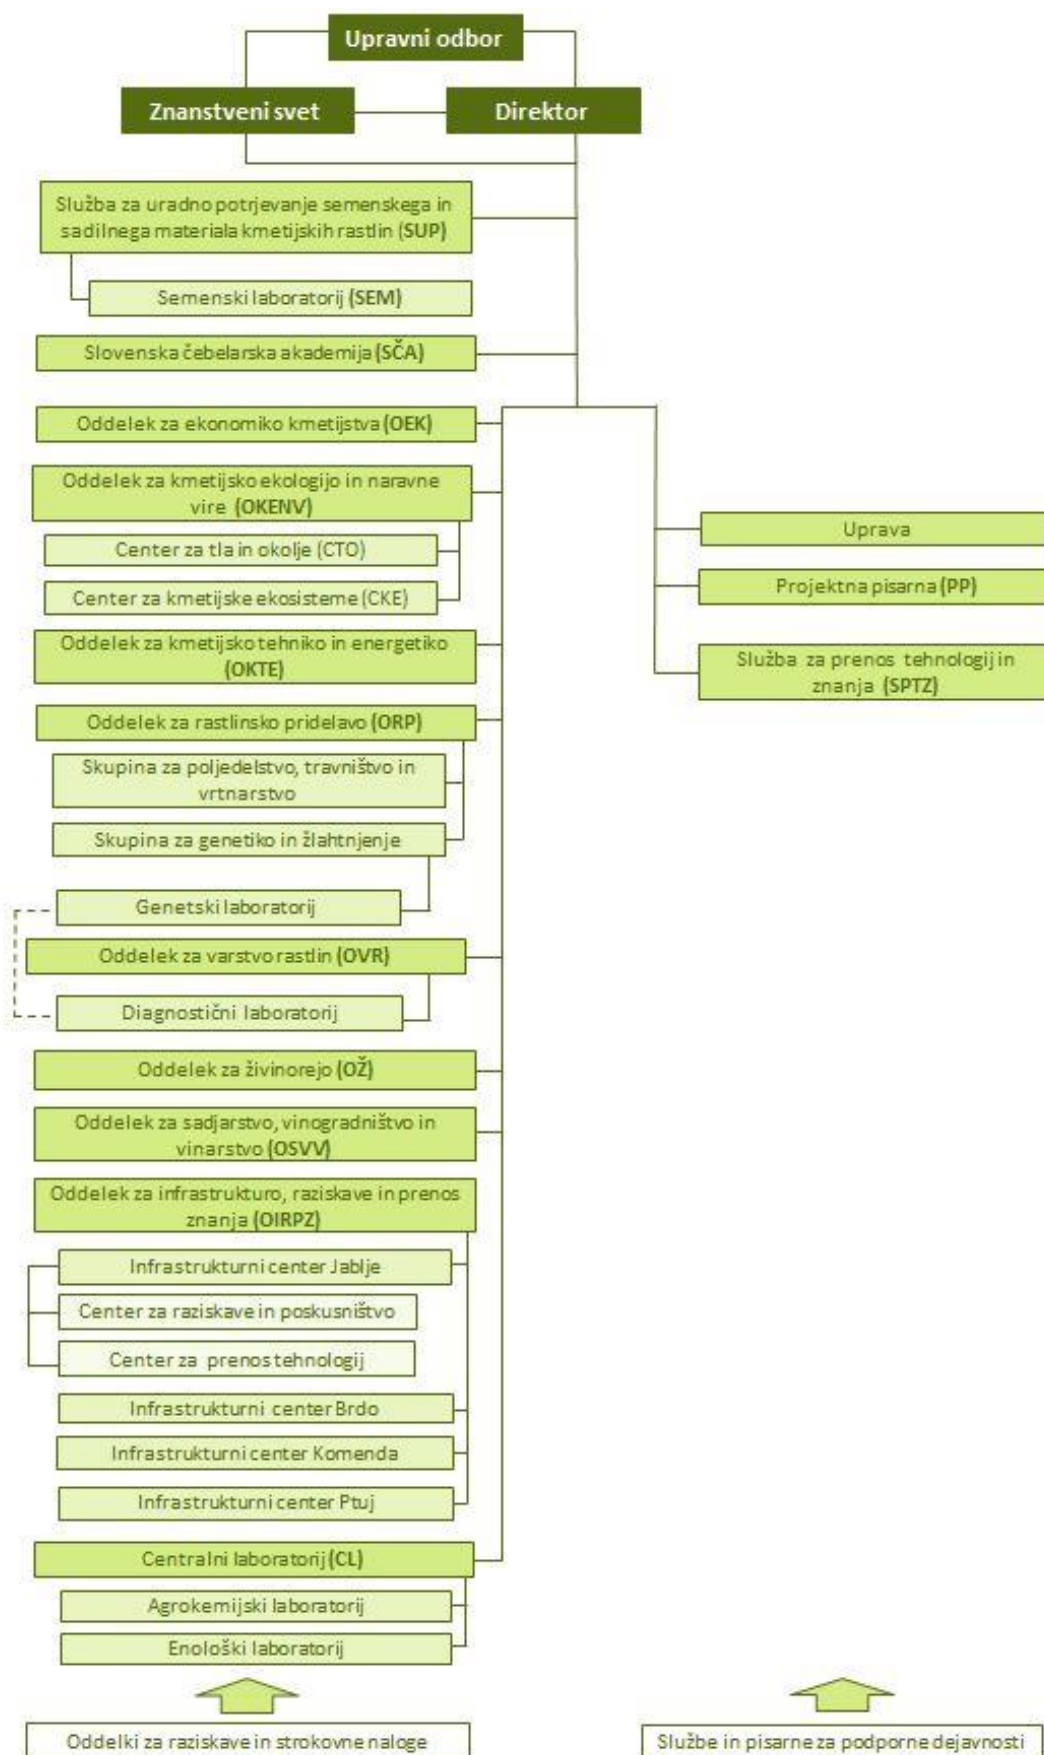 Upravni odbor
Znanstveni svet
Direktor
Služba za uradno potrjevanje semenskega in
sadilnega materiala kmetijskih rastlin (SUP)
Semenski laboratorij (SEM)
Slovenska čebelarska akademija (SČA)
Oddelek za ekonomiko kmetijstva (OEK)
Oddelek za kmetijsko ekologijo in naravne
vire (OKENV)
Center za tla in okolje (CTO)
Center za kmetijske ekosisteme (CKE)
Oddelek za kmetijsko tehniko in energetiko
(OKTE)
Oddelek za rastlinsko pridelavo (ORP)
Skupina za poljedelstvo, travništvo in
vrtnarstvo
Skupina za genetiko in žlahtnjenje
Genetski laboratorij
Oddelek za varstvo rastlin (OVR)
Diagnostični laboratorij
Oddelek za živinorejo (OŽ)
Oddelek za sadjarstvo, vinogradništvo in
vinarstvo (OSVV)
Oddelek za infrastrukturo, raziskave in prenos
znanja (OIRPZ)
Infrastrukturni center Jablje
Center za raziskave in poskusništvo
Center za prenos tehnologij
Infrastrukturni center Brdo
Infrastrukturni center Komenda
Infrastrukturni center Ptuj
Centralni laboratorij (CL)
Agrokemijski laboratorij
Enološki laboratorij
Oddelki za raziskave in strokovne naloge
Uprava
Projektna pisarna (PP)
Služba za prenos tehnologij in
znanja (SPTZ)
Službe in pisarne za podporne dejavnosti